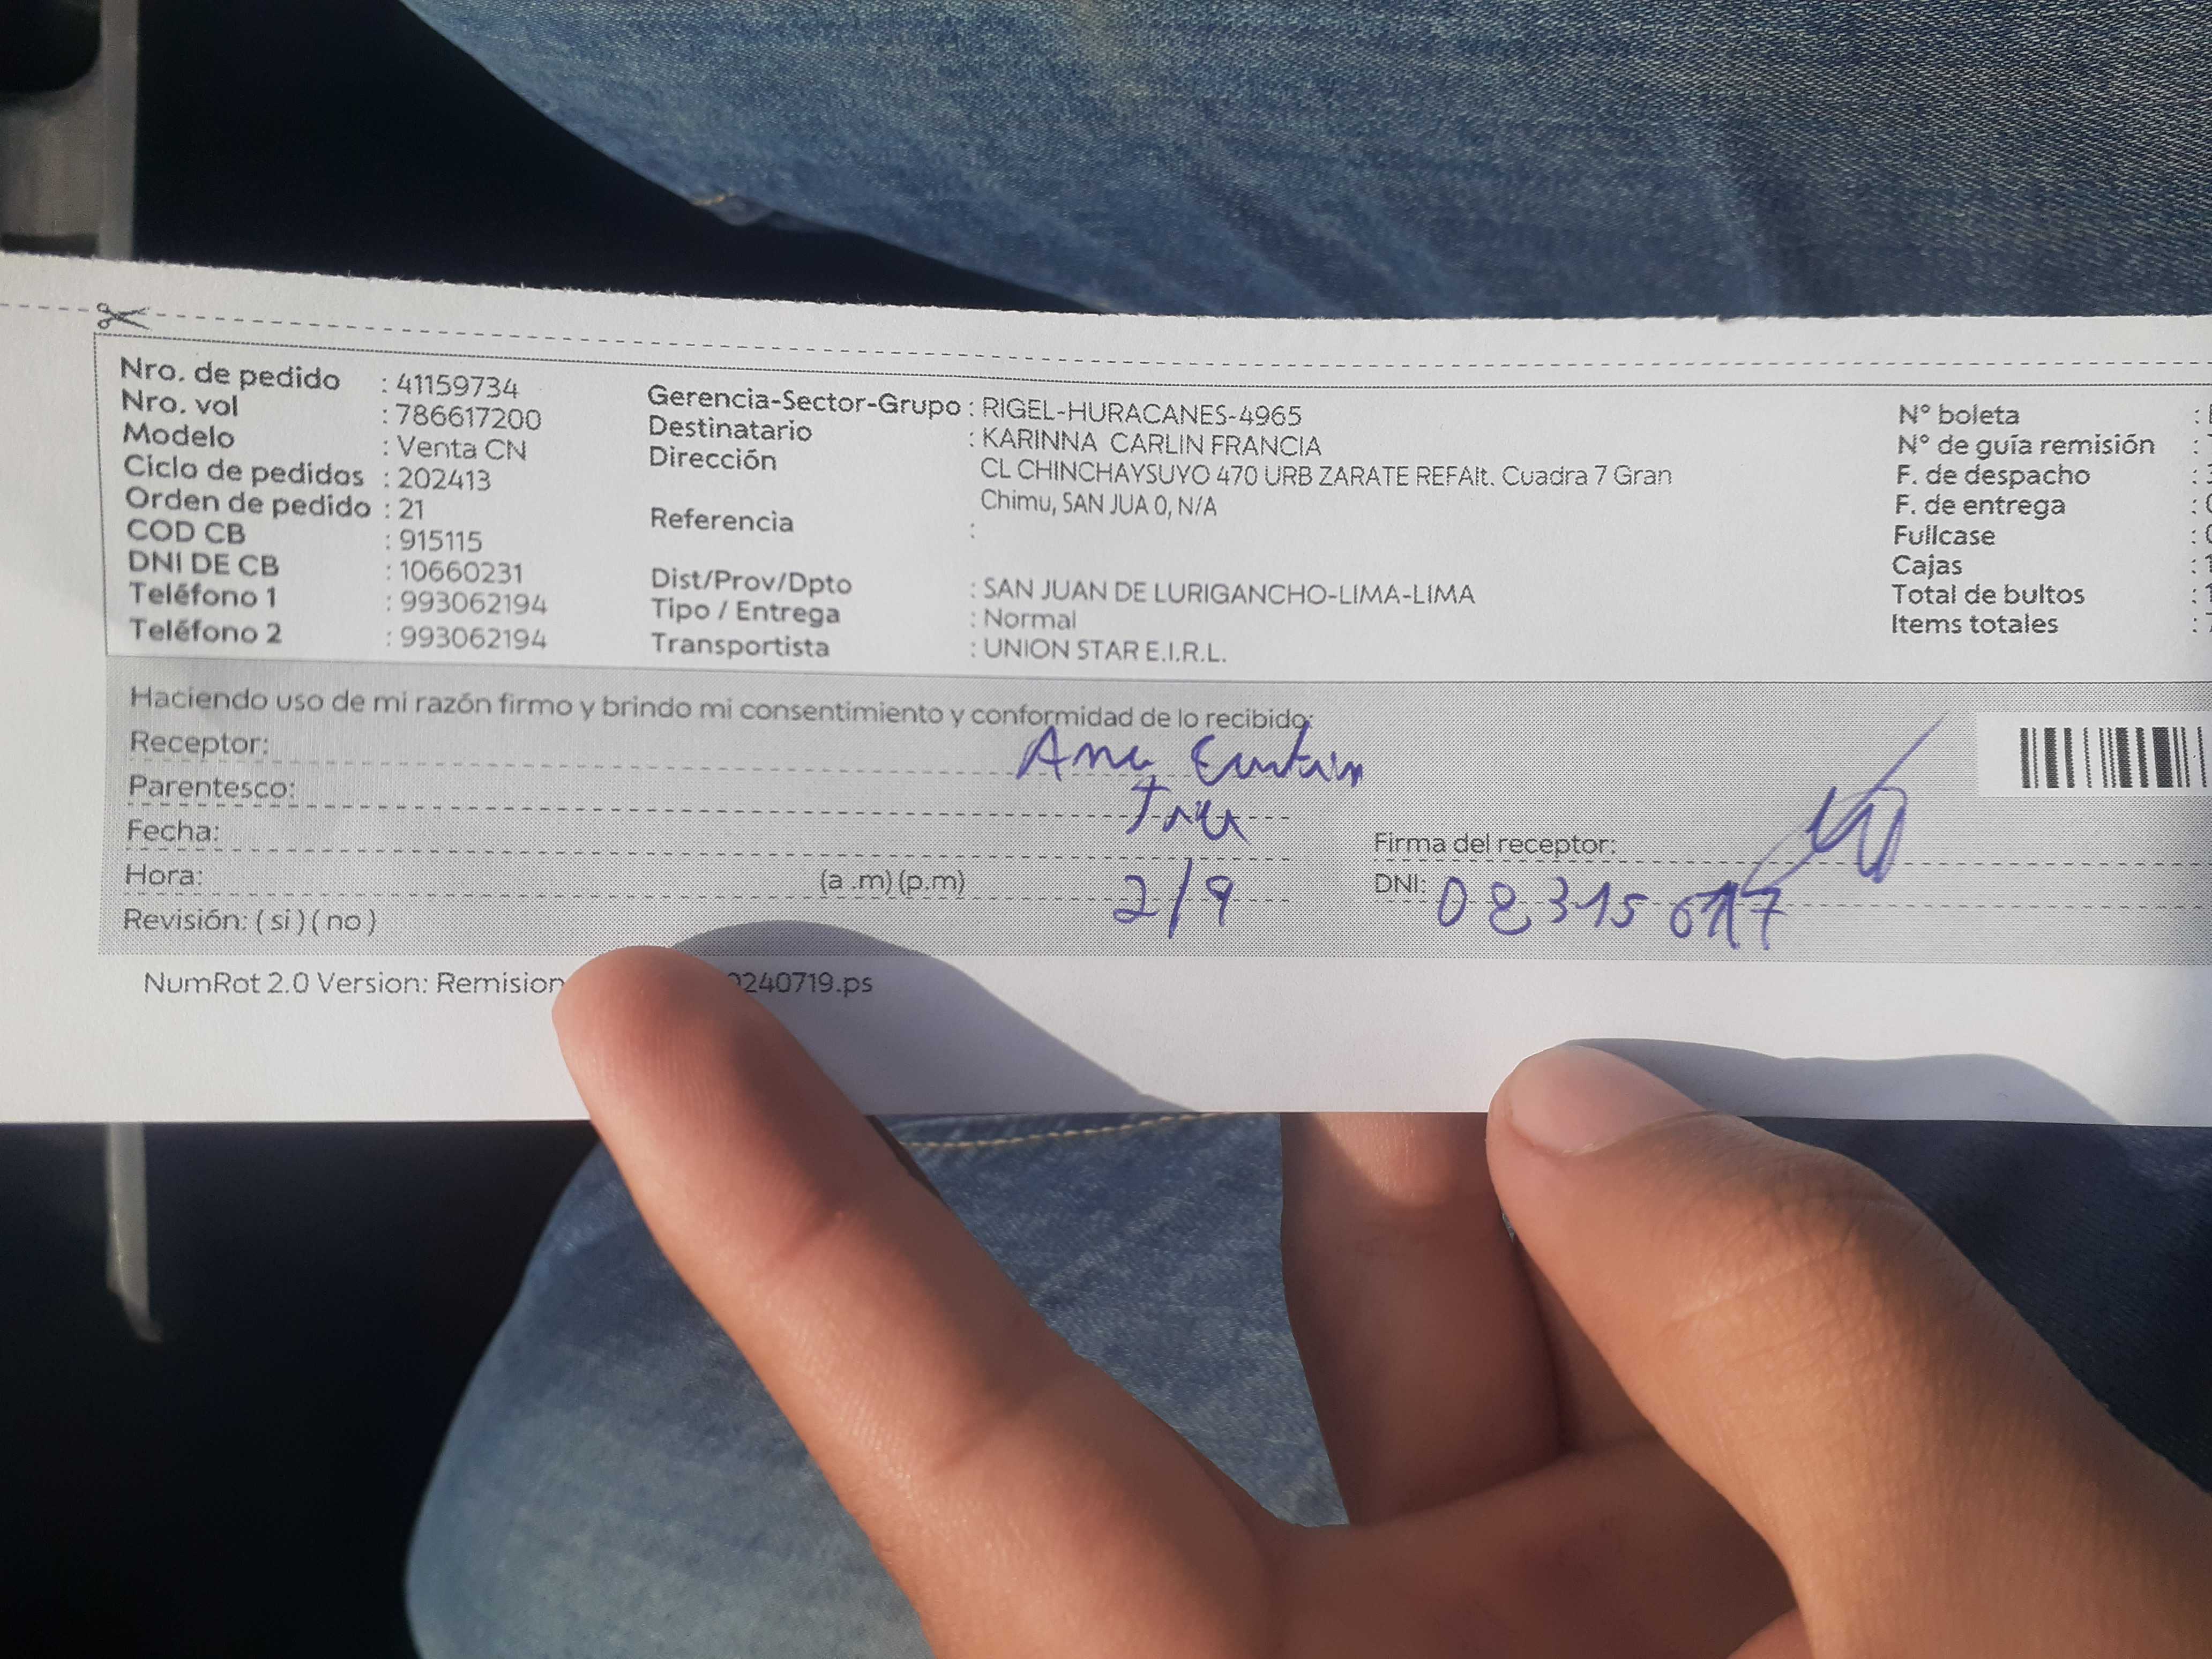 Nro. de pedido : 41159734
Nro. vol : 786617200
Modelo : Venta CN
Ciclo de pedidos : 202413
Orden de pedido : 21
COD CB : 915115
DNI DE CB : 10660231
Teléfono 1 : 993062194
Teléfono 2 : 993062194
Gerencia-Sector-Grupo : RIGEL-HURACANES-4965
Destinatario : KARINNA CARLIN FRANCIA
Dirección CL CHINCHAYSUYO 470 URB ZARATE REFAlt. Cuadra 7 Gran
Chimu, SAN JUA 0, N/A
Referencia :
Dist/Prov/Dpto : SAN JUAN DE LURIGANCHO-LIMA-LIMA
Tipo / Entrega : Normal
Transportista : UNION STAR E.I.R.L.
N° boleta :
N° de guía remisión :
F. de despacho :
F. de entrega :
Fullcase :
Cajas : 1
Total de bultos : 1
Items totales :
Haciendo uso de mi razón firmo y brindo mi consentimiento y conformidad de lo recibido:
Receptor: Ana
Parentesco:
Fecha:
Hora: (a .m) (p.m) 2/9
Revisión: ( si ) ( no )
Firma del receptor:
DNI: 08315
NumRot 2.0 Version: Remision 0240719.ps